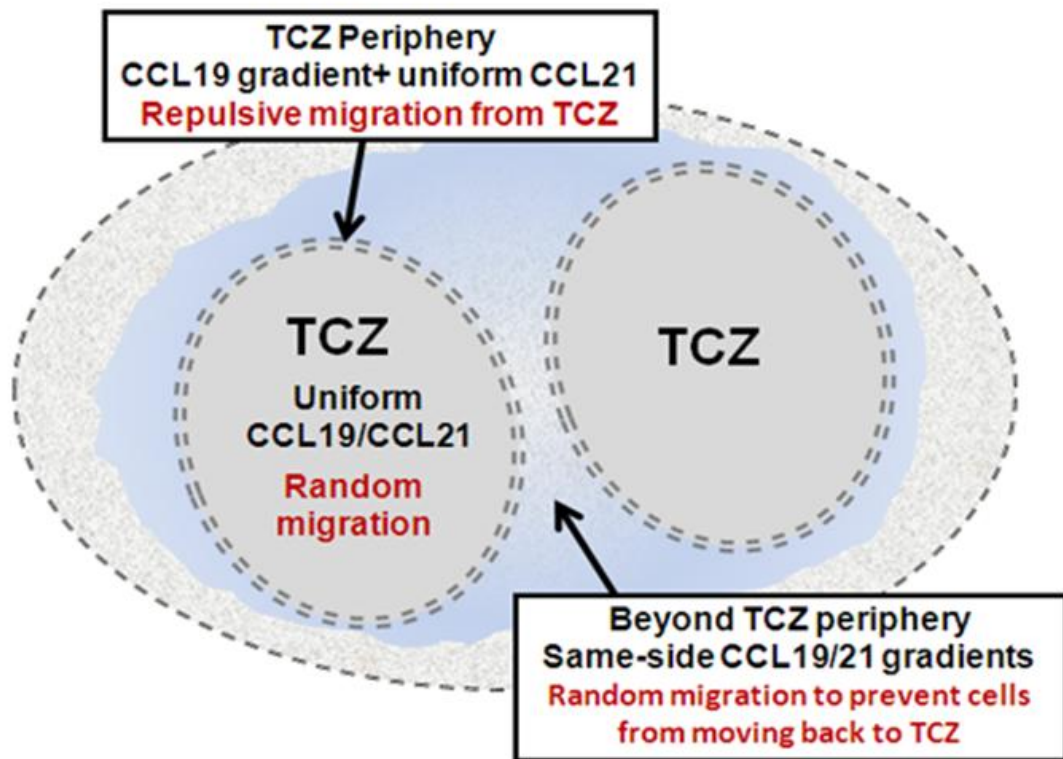 TCZ Periphery
CCL19 gradient+ uniform CCL21
Repulsive migration from TCZ
TCZ
Uniform
CCL19/CCL21
Random
migration
TCZ
Beyond TCZ periphery
Same-side CCL19/21 gradients
Random migration to prevent cells
from moving back to TCZ